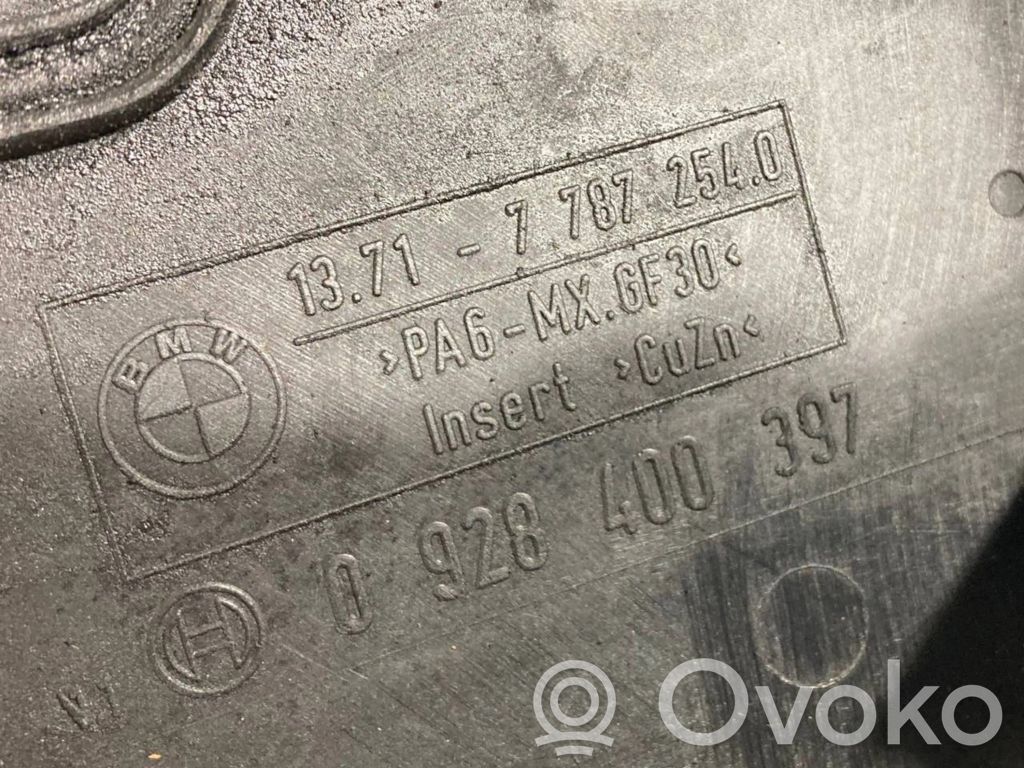 13.71 - 7 787 254.0
BMW
>PA6-MX.GF30<
Insert >CuZn<
0 928 400 397
Ovoko